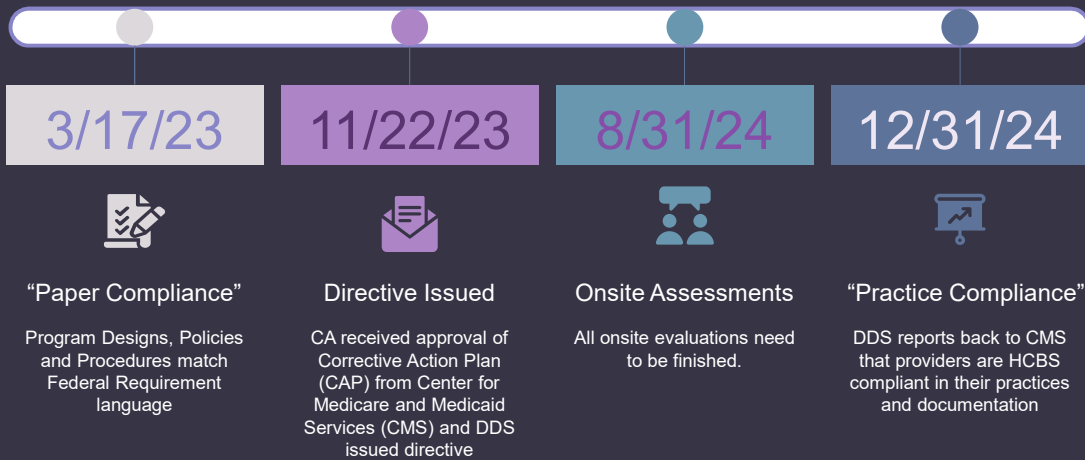 3/17/23
11/22/23
8/31/24
12/31/24
“Paper Compliance”
Program Designs, Policies
and Procedures match
Federal Requirement
language
Directive Issued
CA received approval of
Corrective Action Plan
(CAP) from Center for
Medicare and Medicaid
Services (CMS) and DDS
issued directive
Onsite Assessments
All onsite evaluations need
to be finished.
“Practice Compliance”
DDS reports back to CMS
that providers are HCBS
compliant in their practices
and documentation